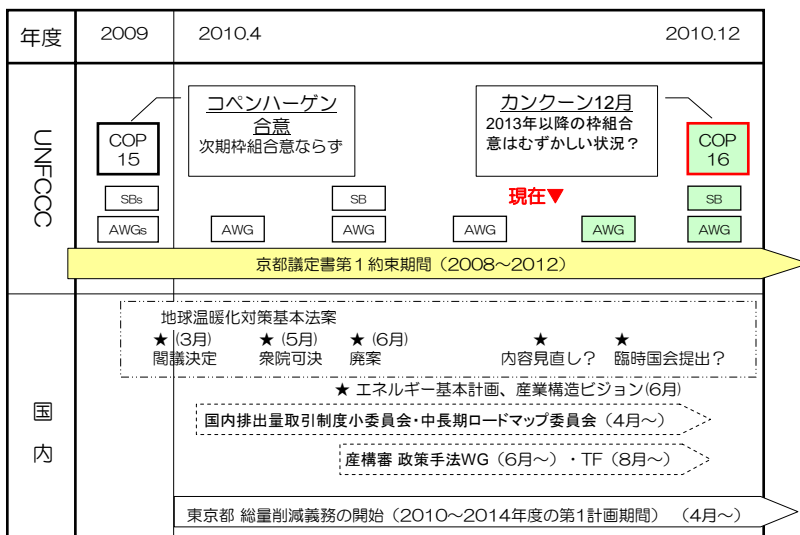 年度
2009
2010.4
2010.12
UNFCCC
コペンハーゲン
合意
次期枠組合意ならず
カンクーン12月
2013年以降の枠組合
意はむずかしい状況？
COP
15
COP
16
SBs
SB
現在▼
SB
AWGs
AWG
AWG
AWG
AWG
AWG
京都議定書第１約束期間（2008～2012）
国内
地球温暖化対策基本法案
★ (3月)
閣議決定
★ (5月)
衆院可決
★ (6月)
廃案
★
内容見直し？
★
臨時国会提出？
★ エネルギー基本計画、産業構造ビジョン(6月)
国内排出量取引制度小委員会・中長期ロードマップ委員会（4月～）
産構審 政策手法WG（6月～）・TF（8月～）
東京都 総量削減義務の開始（2010～2014年度の第1計画期間）　（4月～）